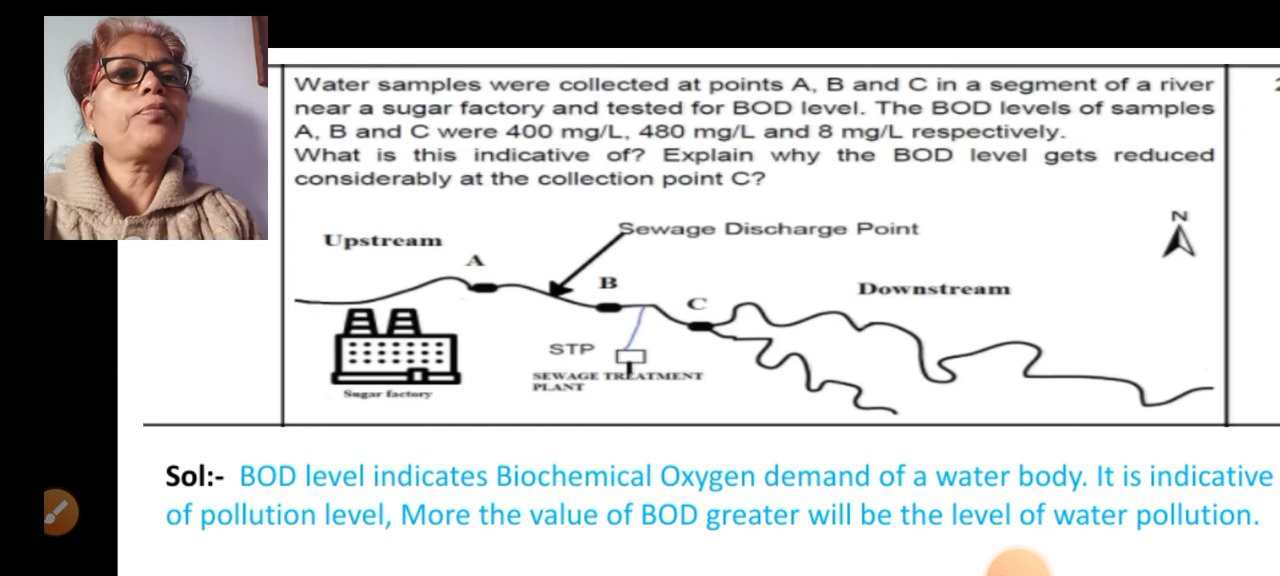 Water samples were collected at points A, B and C in a segment of a river
near a sugar factory and tested for BOD level. The BOD levels of samples
A, B and C were 400 mg/L, 480 mg/L and 8 mg/L respectively.
What is this indicative of? Explain why the BOD level gets reduced
considerably at the collection point C?
Sewage Discharge Point
N
Upstream
A
B
Downstream
C
STP
SEWAGE TREATMENT
PLANT
Sugar factory
Sol:- BOD level indicates Biochemical Oxygen demand of a water body. It is indicative
of pollution level, More the value of BOD greater will be the level of water pollution.